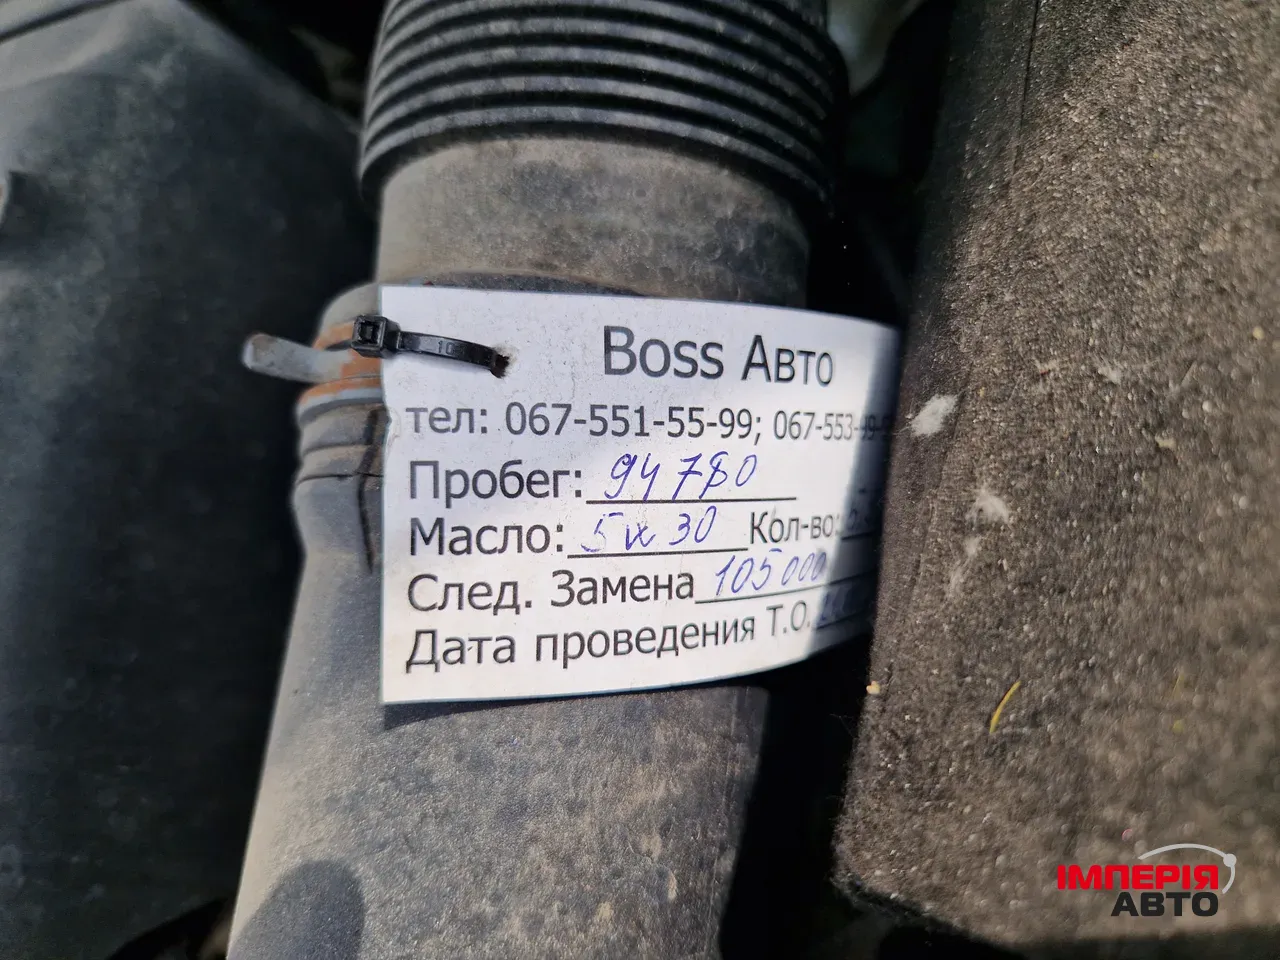 Boss Авто
тел: 067-551-55-99; 067-553-
Пробег: 94780
Масло: 5w30 Кол-во:
След. Замена 105000
Дата проведения Т.О.
ІМПЕРІЯ
АВТО